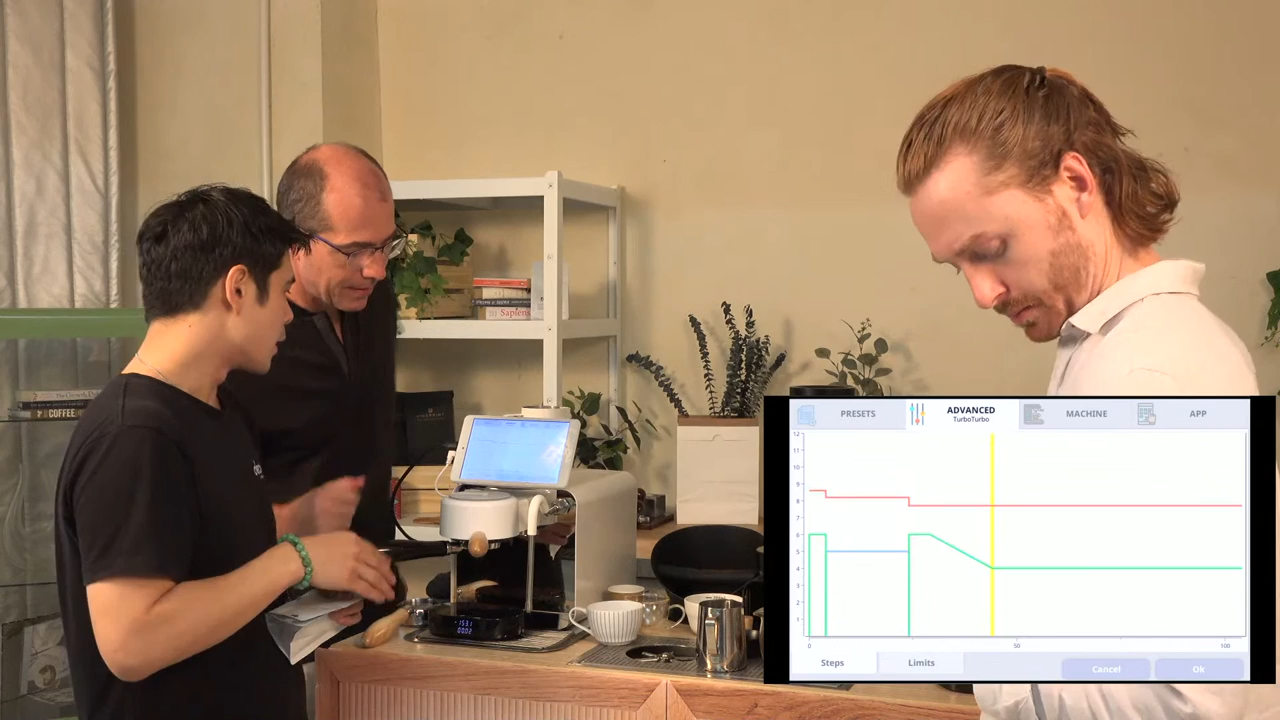 PRESETS
ADVANCED
TurboTurbo
MACHINE
APP
12
11
10
9
8
7
6
5
4
3
2
1
0
50
100
Steps
Limits
Cancel
Ok
Sapiens
COFFEE